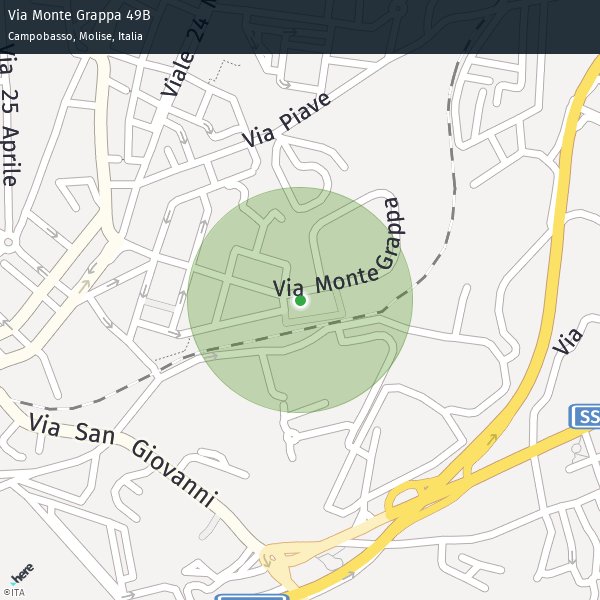 Via Monte Grappa 49B
Campobasso, Molise, Italia
Via 25 Aprile
Viale 24 M
Via Piave
Via Monte Grappa
Via
SS
Via San Giovanni
here
©ITA